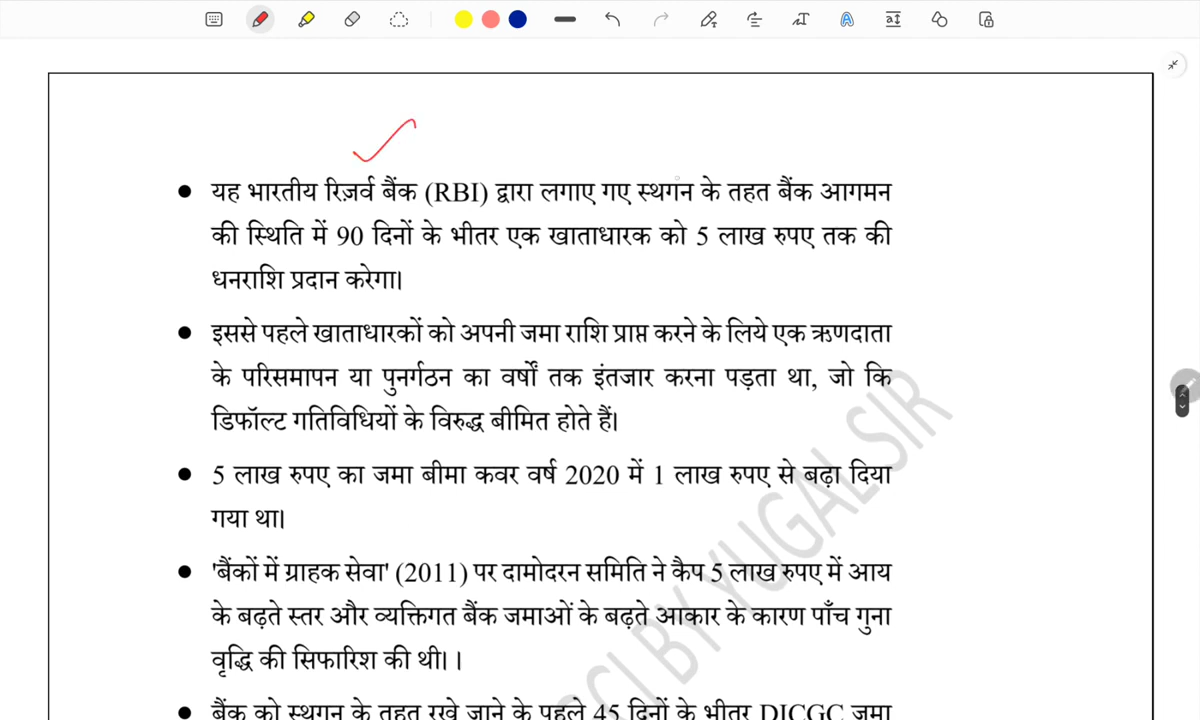 यह भारतीय रिज़र्व बैंक (RBI) द्वारा लगाए गए स्थगन के तहत बैंक आगमन
की स्थिति में 90 दिनों के भीतर एक खाताधारक को 5 लाख रुपए तक की
धनराशि प्रदान करेगा।
इससे पहले खाताधारकों को अपनी जमा राशि प्राप्त करने के लिये एक ऋणदाता
के परिसमापन या पुनर्गठन का वर्षों तक इंतजार करना पड़ता था, जो कि
डिफॉल्ट गतिविधियों के विरुद्ध बीमित होते हैं।
5 लाख रुपए का जमा बीमा कवर वर्ष 2020 में 1 लाख रुपए से बढ़ा दिया
गया था।
'बैंकों में ग्राहक सेवा' (2011) पर दामोदरन समिति ने कैप 5 लाख रुपए में आय
के बढ़ते स्तर और व्यक्तिगत बैंक जमाओं के बढ़ते आकार के कारण पाँच गुना
वृद्धि की सिफारिश की थी।।
बैंक को स्थगन के तहत रखे जाने के पहले 45 दिनों के भीतर DICGC जमा
BY YUGAL SIR